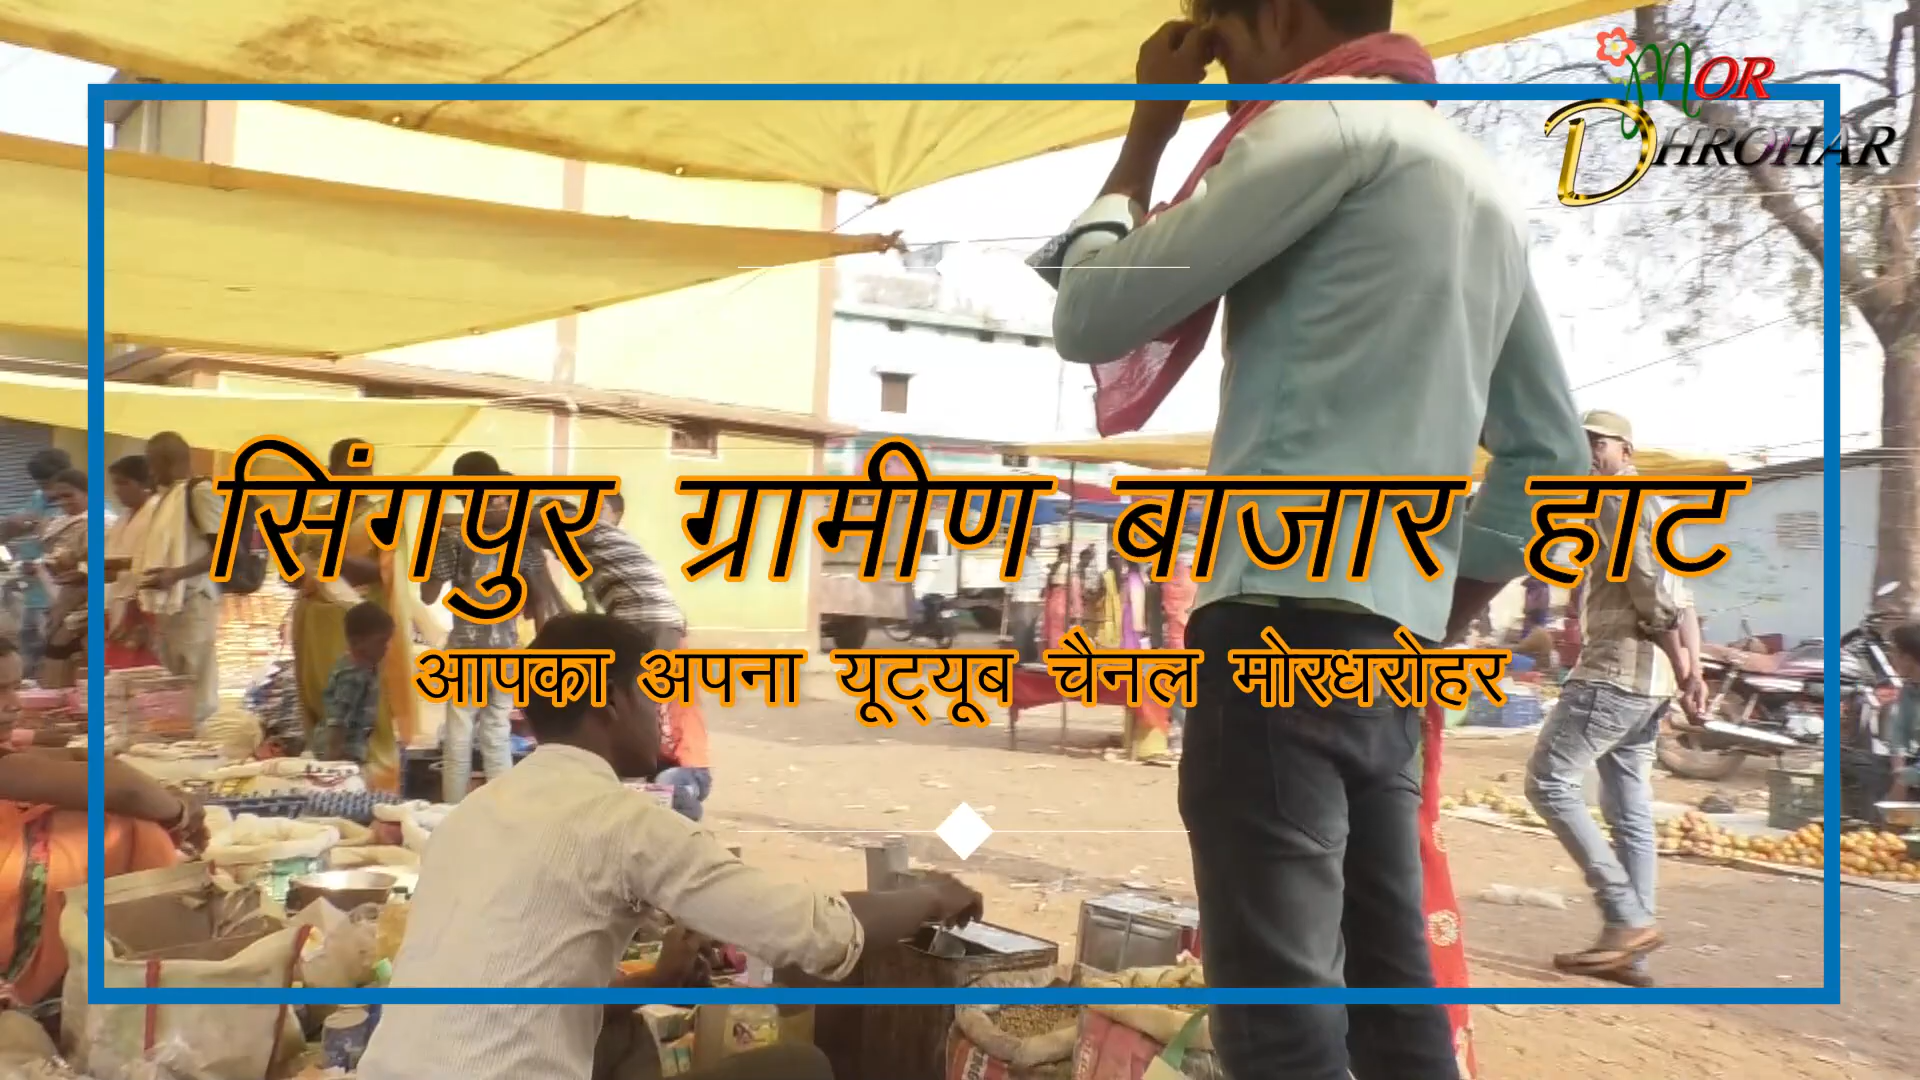 MOR
DHROHAR
सिंगपुर ग्रामीण बाजार हाट
आपका अपना यूट्यूब चैनल मोरधरोहर